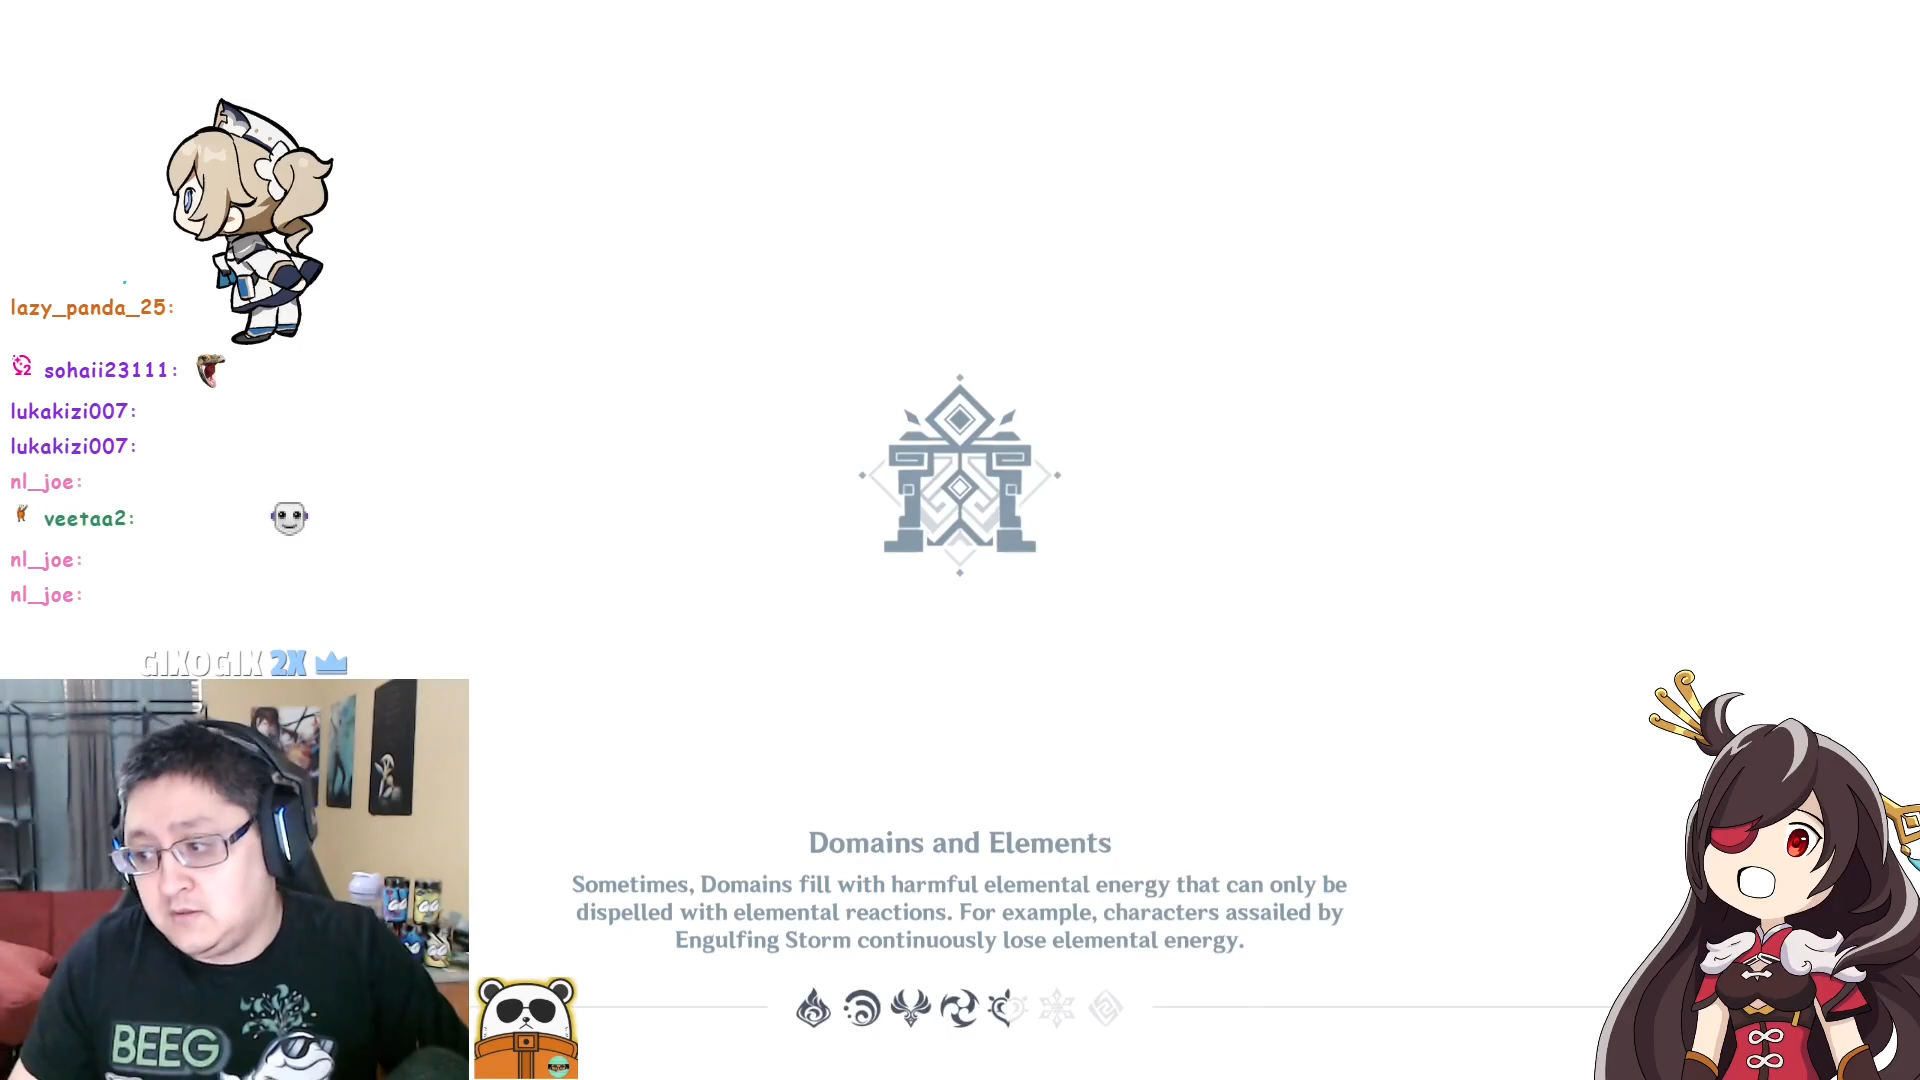 lazy_panda_25:
sohaii23111:
lukakizi007:
lukakizi007:
nl_joe:
veetaa2:
nl_joe:
nl_joe:
GIXOGIX 2X
BEEG
Domains and Elements
Sometimes, Domains fill with harmful elemental energy that can only be
dispelled with elemental reactions. For example, characters assailed by
Engulfing Storm continuously lose elemental energy.